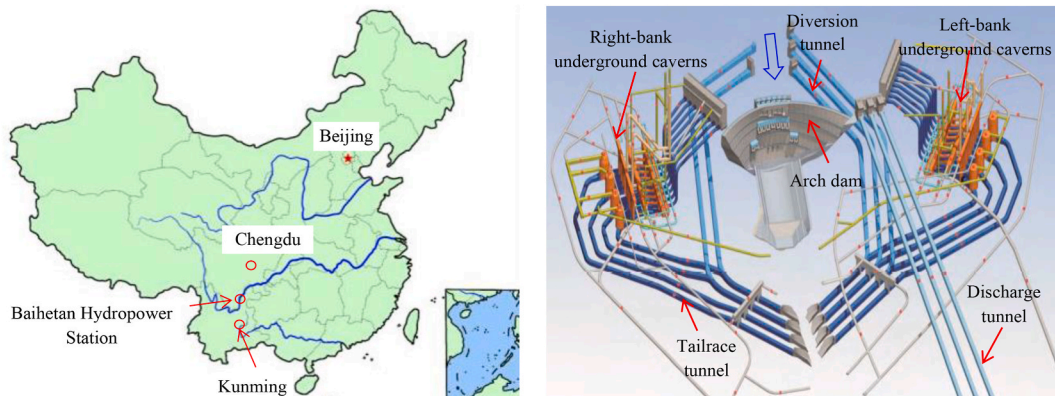 Beijing
Chengdu
Baihetan Hydropower
Station
Kunming
Diversion
tunnel
Right-bank
underground caverns
Left-bank
underground caverns
Arch dam
Discharge
tunnel
Tailrace
tunnel